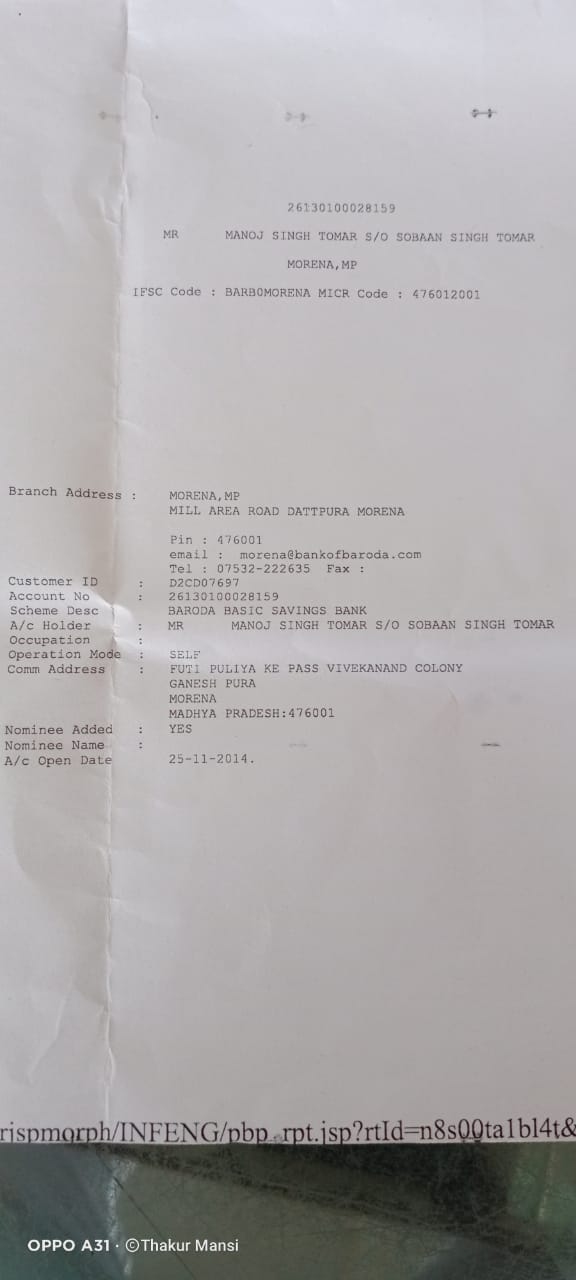 26130100028159
MR MANOJ SINGH TOMAR S/O SOBAAN SINGH TOMAR
MORENA,MP
IFSC Code : BARB0MORENA MICR Code : 476012001
Branch Address : MORENA,MP
MILL AREA ROAD DATTPURA MORENA
Pin : 476001
email : morena@bankofbaroda.com
Tel : 07532-222635 Fax :
Customer ID : D2CD07697
Account No : 26130100028159
Scheme Desc : BARODA BASIC SAVINGS BANK
A/c Holder : MR MANOJ SINGH TOMAR S/O SOBAAN SINGH TOMAR
Occupation :
Operation Mode : SELF
Comm Address : FUTI PULIYA KE PASS VIVEKANAND COLONY
GANESH PURA
MORENA
MADHYA PRADESH:476001
Nominee Added : YES
Nominee Name :
A/c Open Date 25-11-2014.
rispmorph/INFENG/pbp_rpt.jsp?rtId=n8s00ta1bl4t&
OPPO A31 · ©Thakur Mansi